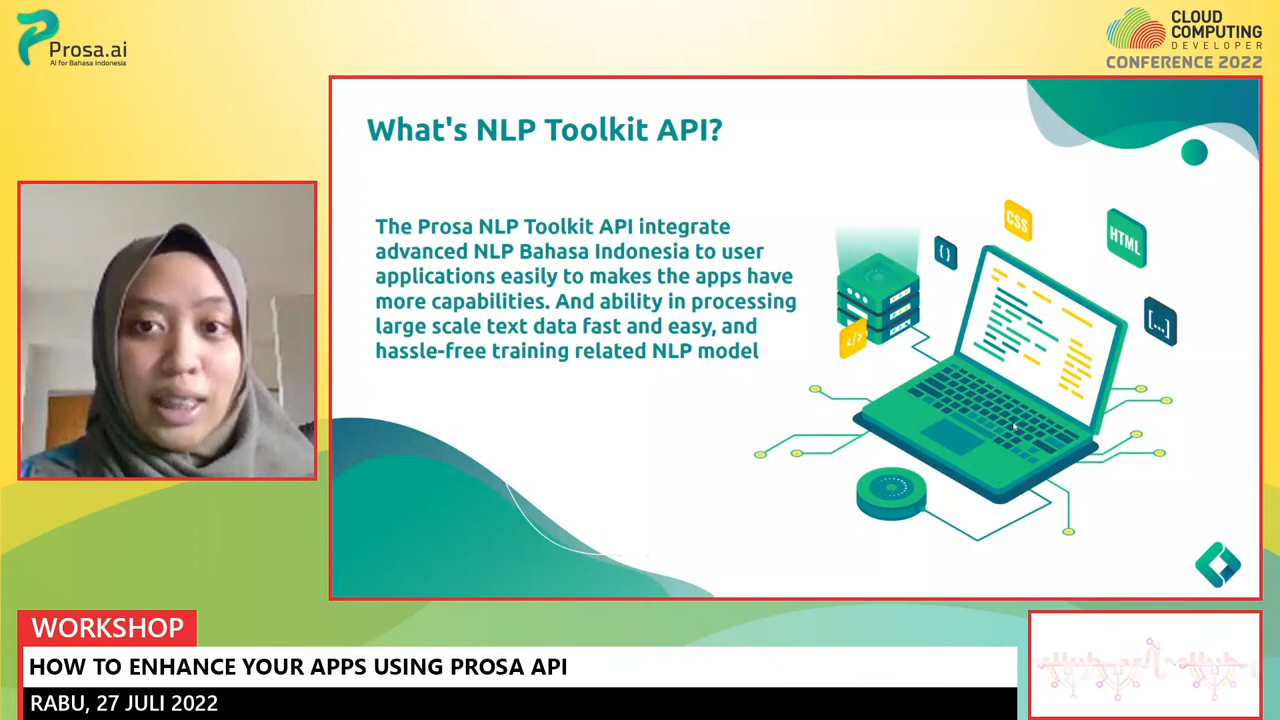 Prosa.ai
AI for Bahasa Indonesia
CLOUD
COMPUTING
DEVELOPER
CONFERENCE 2022
What's NLP Toolkit API?
The Prosa NLP Toolkit API integrate
advanced NLP Bahasa Indonesia to user
applications easily to makes the apps have
more capabilities. And ability in processing
large scale text data fast and easy, and
hassle-free training related NLP model
CSS
HTML
{ }
[...]
</>
WORKSHOP
HOW TO ENHANCE YOUR APPS USING PROSA API
RABU, 27 JULI 2022